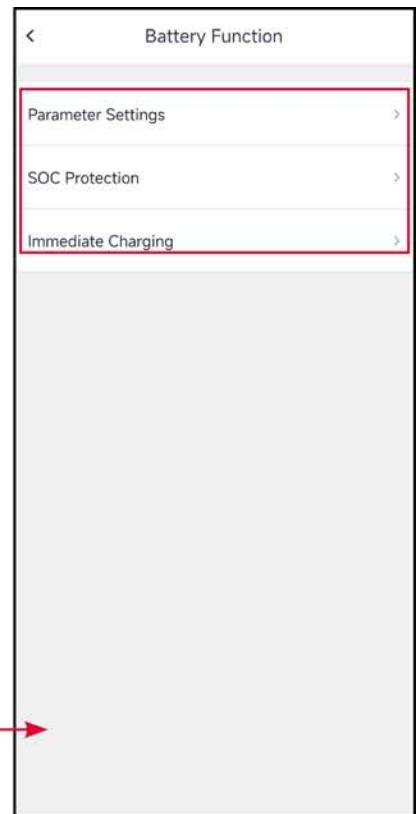 Battery Function
Parameter Settings
SOC Protection
Immediate Charging